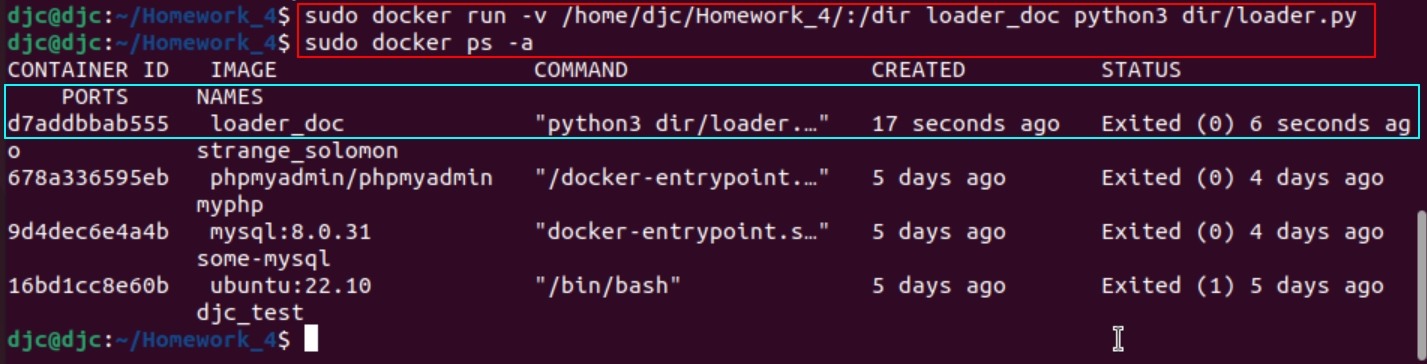 djc@djc:~/Homework_4$ sudo docker run -v /home/djc/Homework_4/:/dir loader_doc python3 dir/loader.py
djc@djc:~/Homework_4$ sudo docker ps -a
CONTAINER ID   IMAGE                   COMMAND                  CREATED          STATUS
    PORTS     NAMES
d7addbbab555   loader_doc              "python3 dir/loader.…"   17 seconds ago   Exited (0) 6 seconds ag
o             strange_solomon
678a336595eb   phpmyadmin/phpmyadmin   "/docker-entrypoint.…"   5 days ago       Exited (0) 4 days ago
              myphp
9d4dec6e4a4b   mysql:8.0.31            "docker-entrypoint.s…"   5 days ago       Exited (0) 4 days ago
              some-mysql
16bd1cc8e60b   ubuntu:22.10            "/bin/bash"              5 days ago       Exited (1) 5 days ago
              djc_test
djc@djc:~/Homework_4$